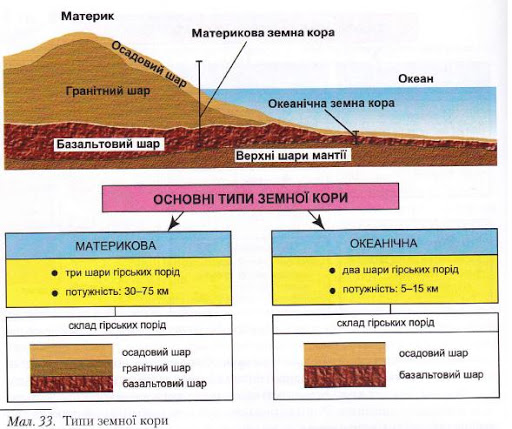 Материк
Материкова земна кора
Осадовий шар
Океан
Гранітний шар
Океанічна земна кора
Базальтовий шар
Верхні шари мантії
ОСНОВНІ ТИПИ ЗЕМНОЇ КОРИ
МАТЕРИКОВА
• три шари гірських порід
• потужність: 30–75 км
склад гірських порід
осадовий шар
гранітний шар
базальтовий шар
ОКЕАНІЧНА
• два шари гірських порід
• потужність: 5–15 км
склад гірських порід
осадовий шар
базальтовий шар
Мал. 33. Типи земної кори